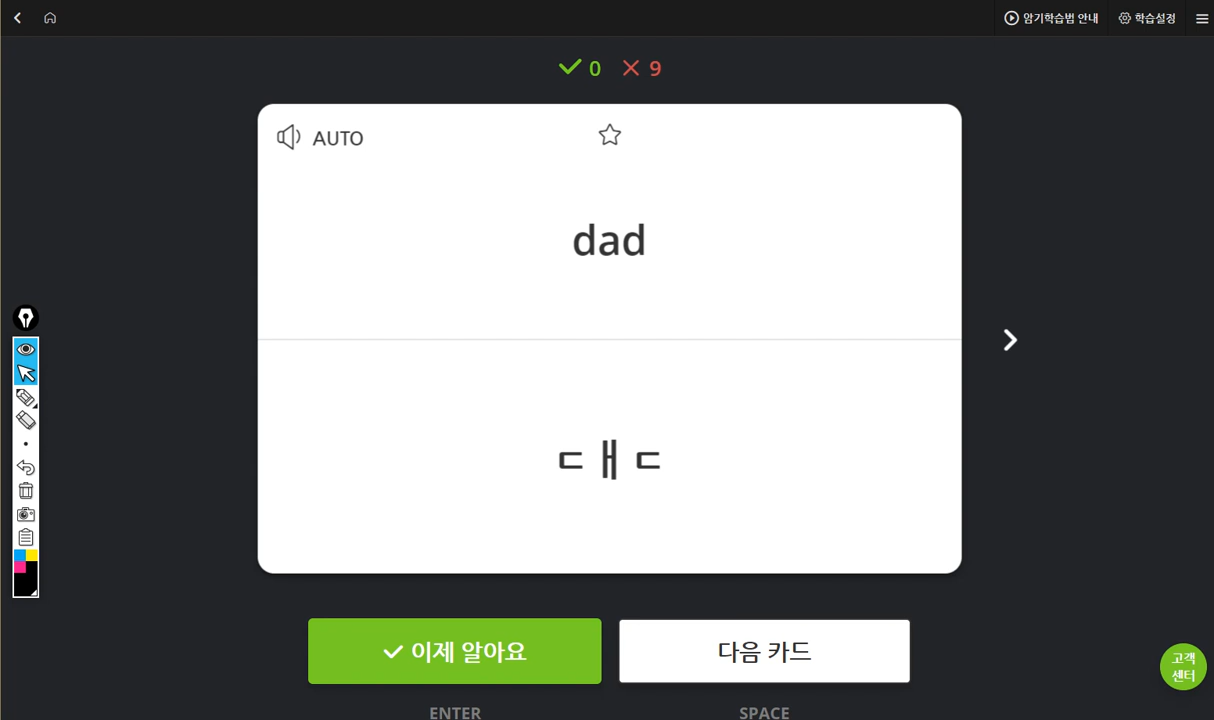 암기학습법 안내 학습설정
0 9
AUTO
dad
ㄷ ㅐ ㄷ
이제 알아요 다음 카드
ENTER SPACE
고객
센터